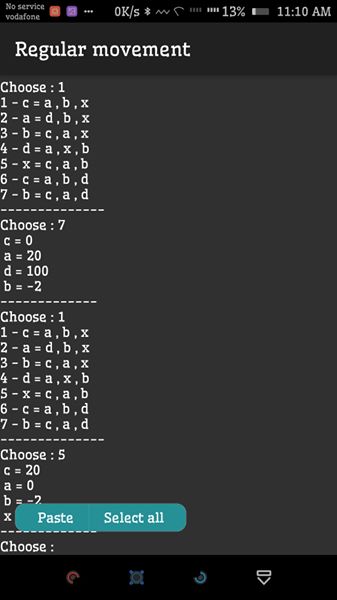 No service
vodafone
0K/s
13%
11:10 AM
Regular movement
Choose : 1
1 - c = a , b , x
2 - a = d , b , x
3 - b = c , a , x
4 - d = a , x , b
5 - x = c , a , b
6 - c = a , b , d
7 - b = c , a , d
--------------
Choose : 7
c = 0
a = 20
d = 100
b = -2
-------------
Choose : 1
1 - c = a , b , x
2 - a = d , b , x
3 - b = c , a , x
4 - d = a , x , b
5 - x = c , a , b
6 - c = a , b , d
7 - b = c , a , d
--------------
Choose : 5
c = 20
a = 0
b = -2
x
Paste Select all
Choose :